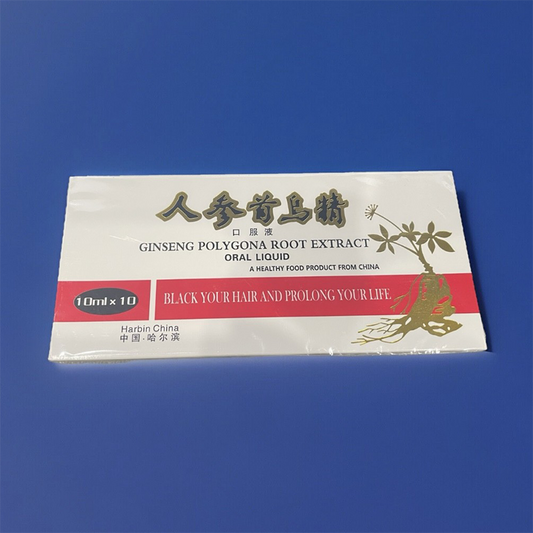 人参首乌精
口服液
GINSENG POLYGONA ROOT EXTRACT
ORAL LIQUID
A HEALTHY FOOD PRODUCT FROM CHINA
10ml x 10
BLACK YOUR HAIR AND PROLONG YOUR LIFE.
Harbin China
中国·哈尔滨